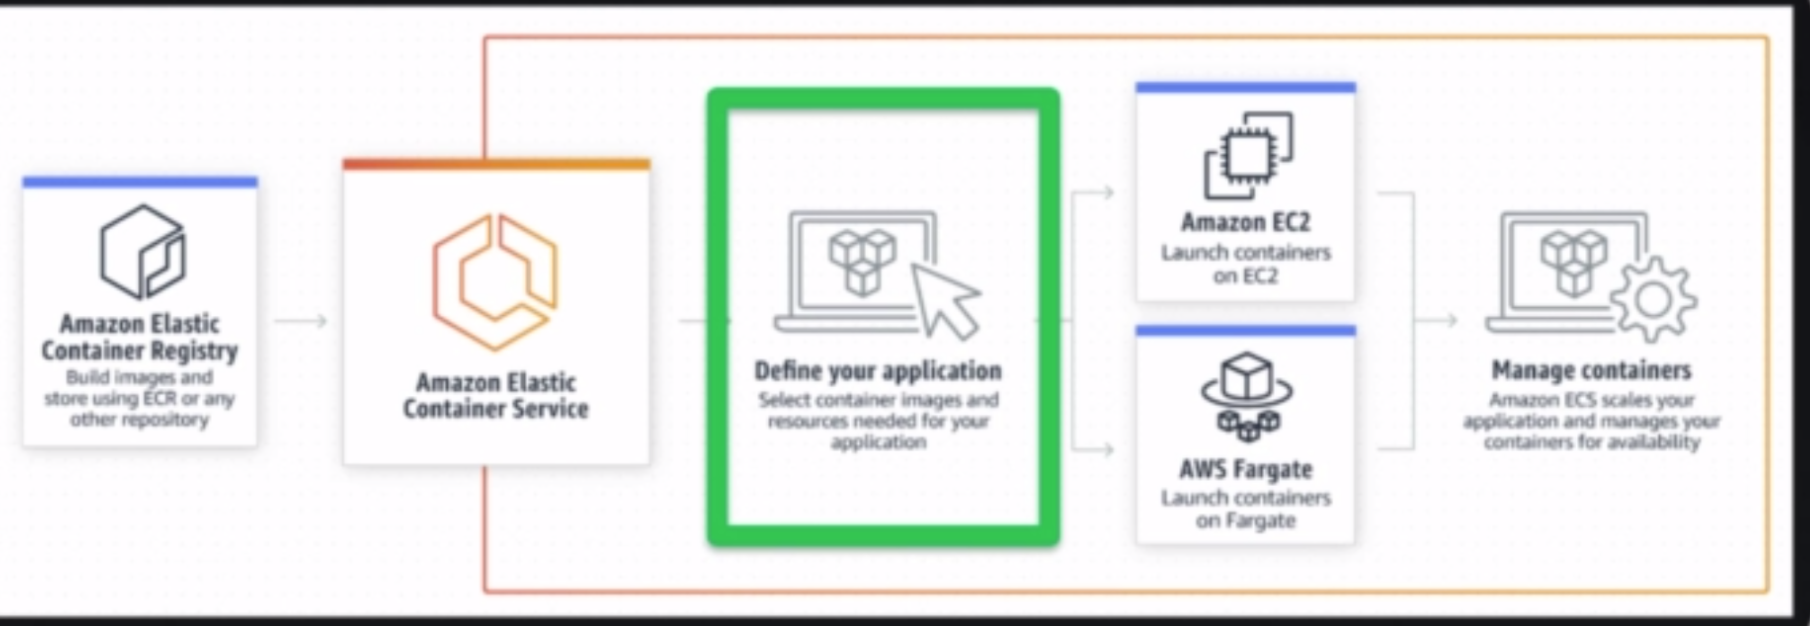 Amazon Elastic
Container Registry
Build images and
store using ECR or any
other repository
Amazon Elastic
Container Service
Define your application
Select container images and
resources needed for your
application
Amazon EC2
Launch containers
on EC2
AWS Fargate
Launch containers
on Fargate
Manage containers
Amazon ECS scales your
application and manages your
containers for availability